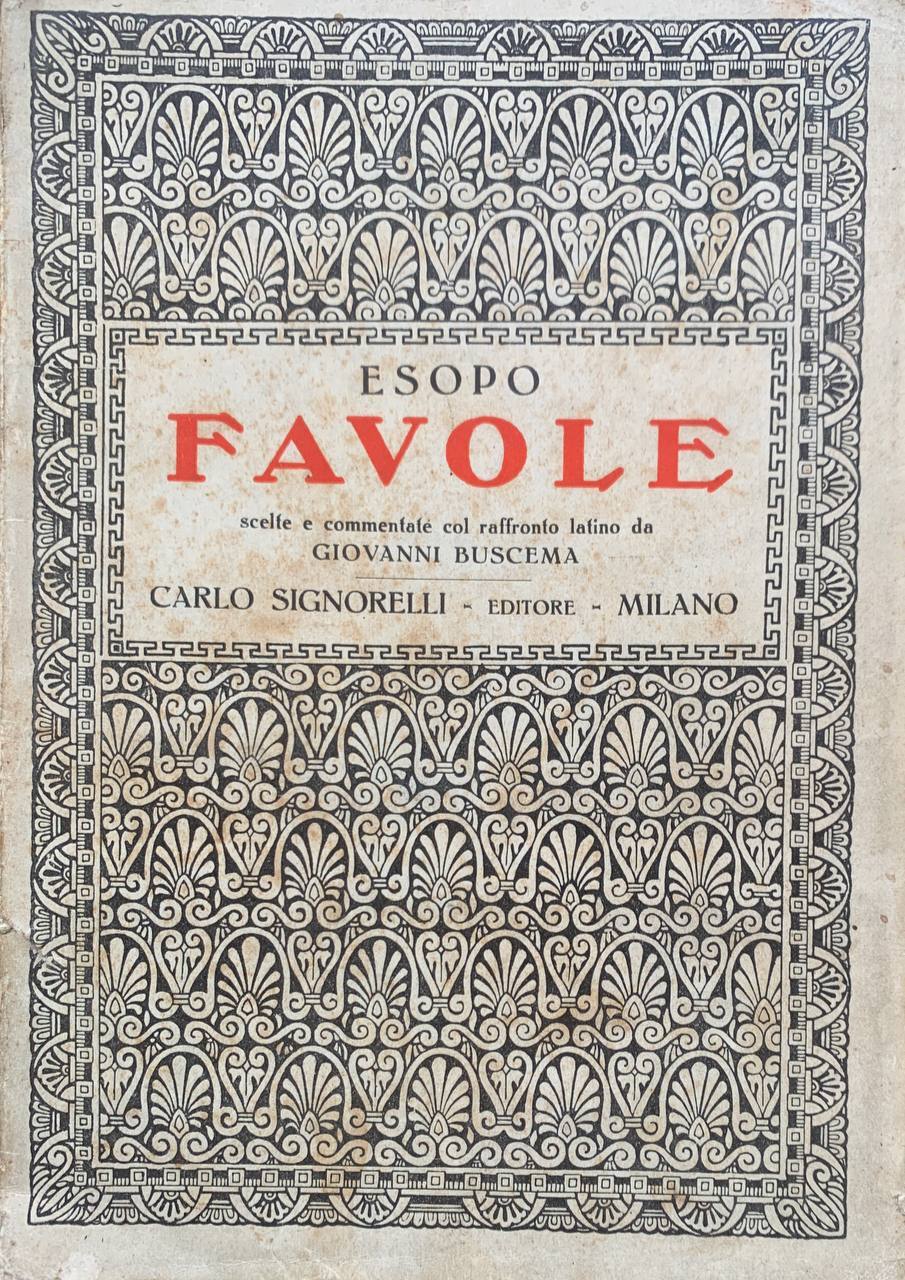 ESOPO
FAVOLE
scelte e commentate col raffronto latino da
GIOVANNI BUSCEMA
CARLO SIGNORELLI - EDITORE - MILANO